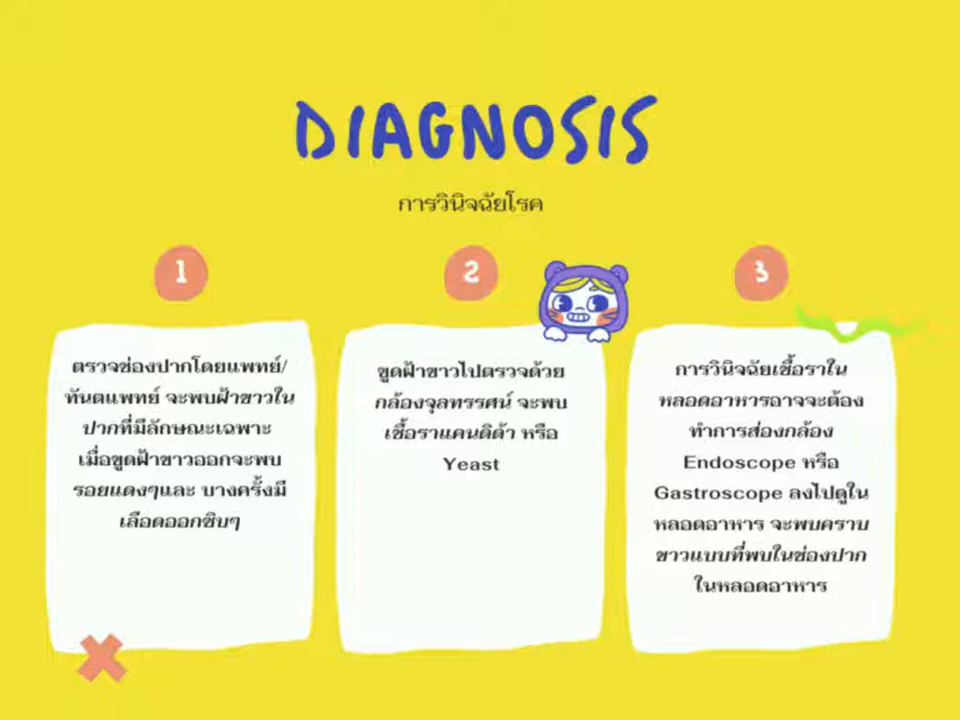 DIAGNOSIS
การวินิจฉัยโรค
1
ตรวจช่องปากโดยแพทย์/
ทันตแพทย์ จะพบฝ้าขาวใน
ปากที่มีลักษณะเฉพาะ
เมื่อขูดฝ้าขาวออกจะพบ
รอยแดงๆและ บางครั้งมี
เลือดออกซิบๆ
2
ขูดฝ้าขาวไปตรวจด้วย
กล้องจุลทรรศน์ จะพบ
เชื้อราแคนดิด้า หรือ
Yeast
3
การวินิจฉัยเชื้อราใน
หลอดอาหารอาจจะต้อง
ทำการส่องกล้อง
Endoscope หรือ
Gastroscope ลงไปดูใน
หลอดอาหาร จะพบคราบ
ขาวแบบที่พบในช่องปาก
ในหลอดอาหาร